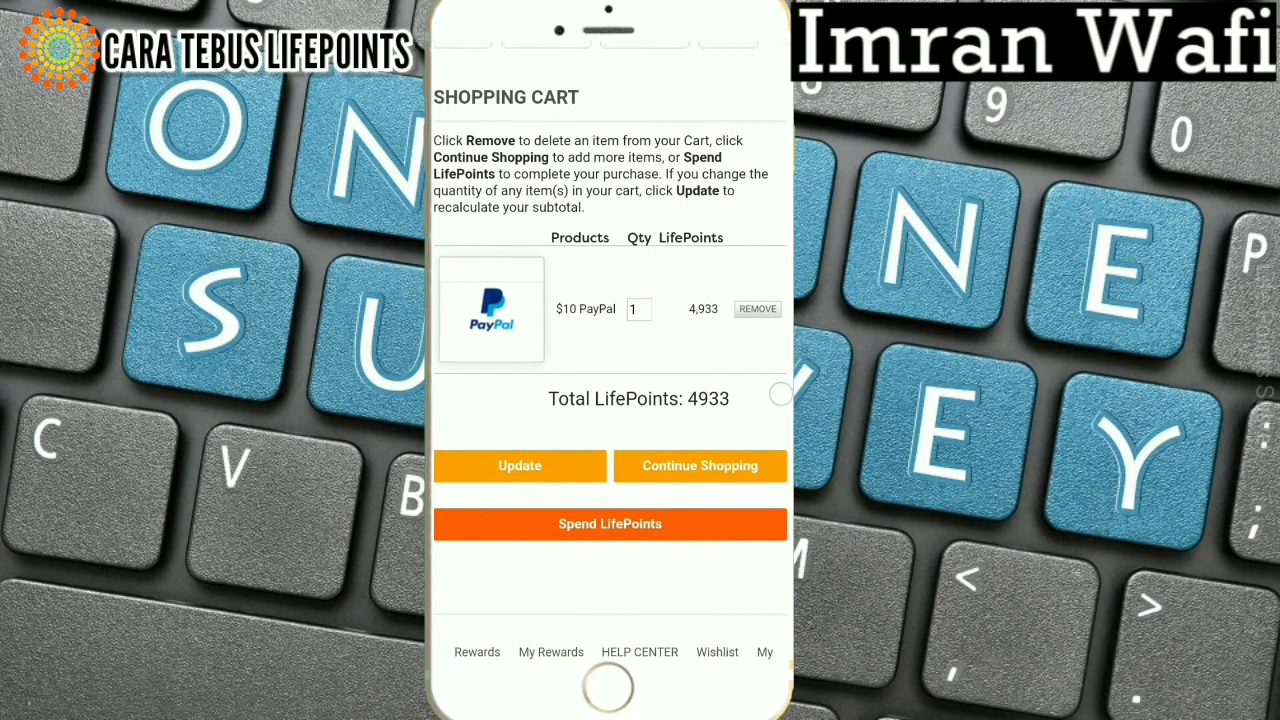 CARA TEBUS LIFEPOINTS
Imran Wafi
SHOPPING CART
Click Remove to delete an item from your Cart, click
Continue Shopping to add more items, or Spend
LifePoints to complete your purchase. If you change the
quantity of any item(s) in your cart, click Update to
recalculate your subtotal.
Products Qty LifePoints
PayPal
$10 PayPal 1 4,933 REMOVE
Total LifePoints: 4933
Update Continue Shopping
Spend LifePoints
Rewards My Rewards HELP CENTER Wishlist My
O N
S U
C V B
9 0
N E P
E Y
M < >
, .
: ;